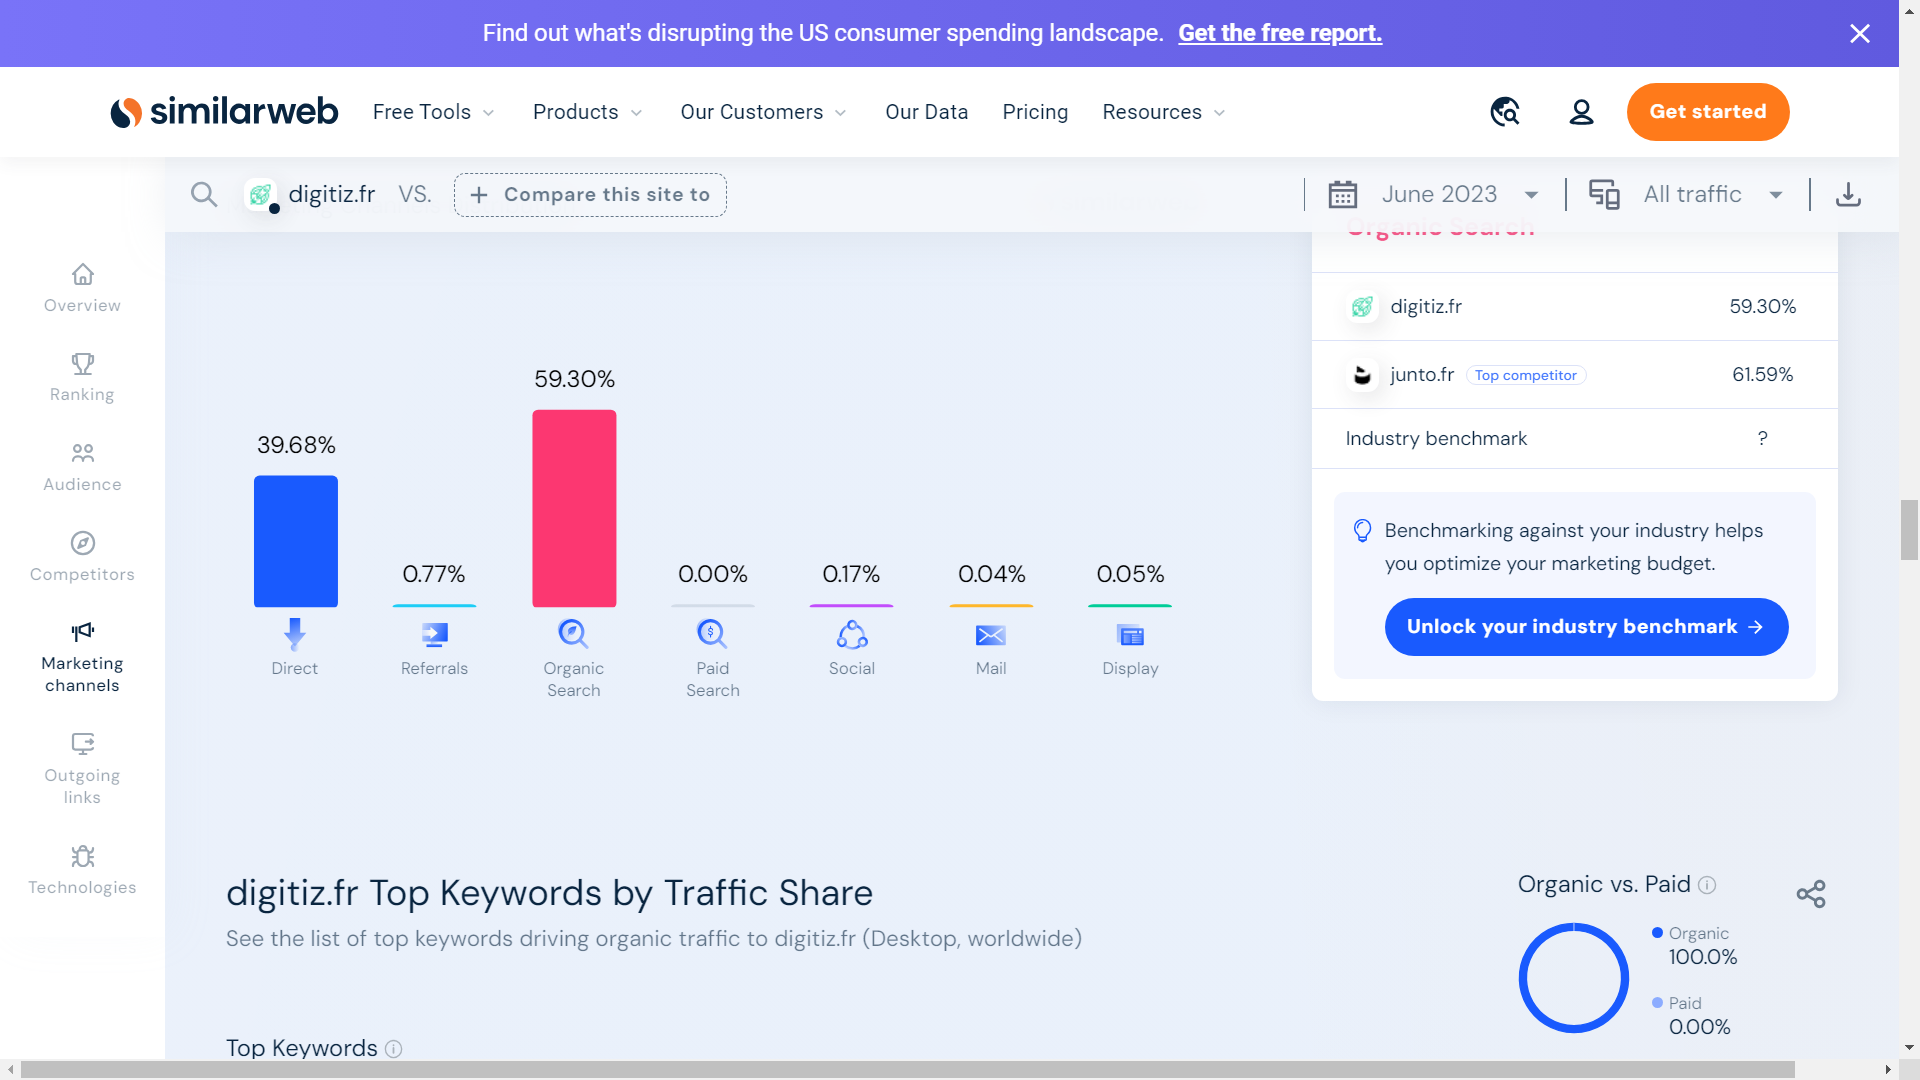 Find out what's disrupting the US consumer spending landscape. Get the free report.
similarweb
Free Tools
Products
Our Customers
Our Data
Pricing
Resources
Get started
digitiz.fr
VS.
+ Compare this site to
June 2023
All traffic
Overview
Ranking
Audience
Competitors
Marketing
channels
Outgoing
links
Technologies
39.68%
0.77%
59.30%
0.00%
0.17%
0.04%
0.05%
Direct
Referrals
Organic
Search
Paid
Search
Social
Mail
Display
Organic Search
digitiz.fr 59.30%
junto.fr Top competitor 61.59%
Industry benchmark ?
Benchmarking against your industry helps
you optimize your marketing budget.
Unlock your industry benchmark →
digitiz.fr Top Keywords by Traffic Share
See the list of top keywords driving organic traffic to digitiz.fr (Desktop, worldwide)
Top Keywords
Organic vs. Paid
Organic
100.0%
Paid
0.00%